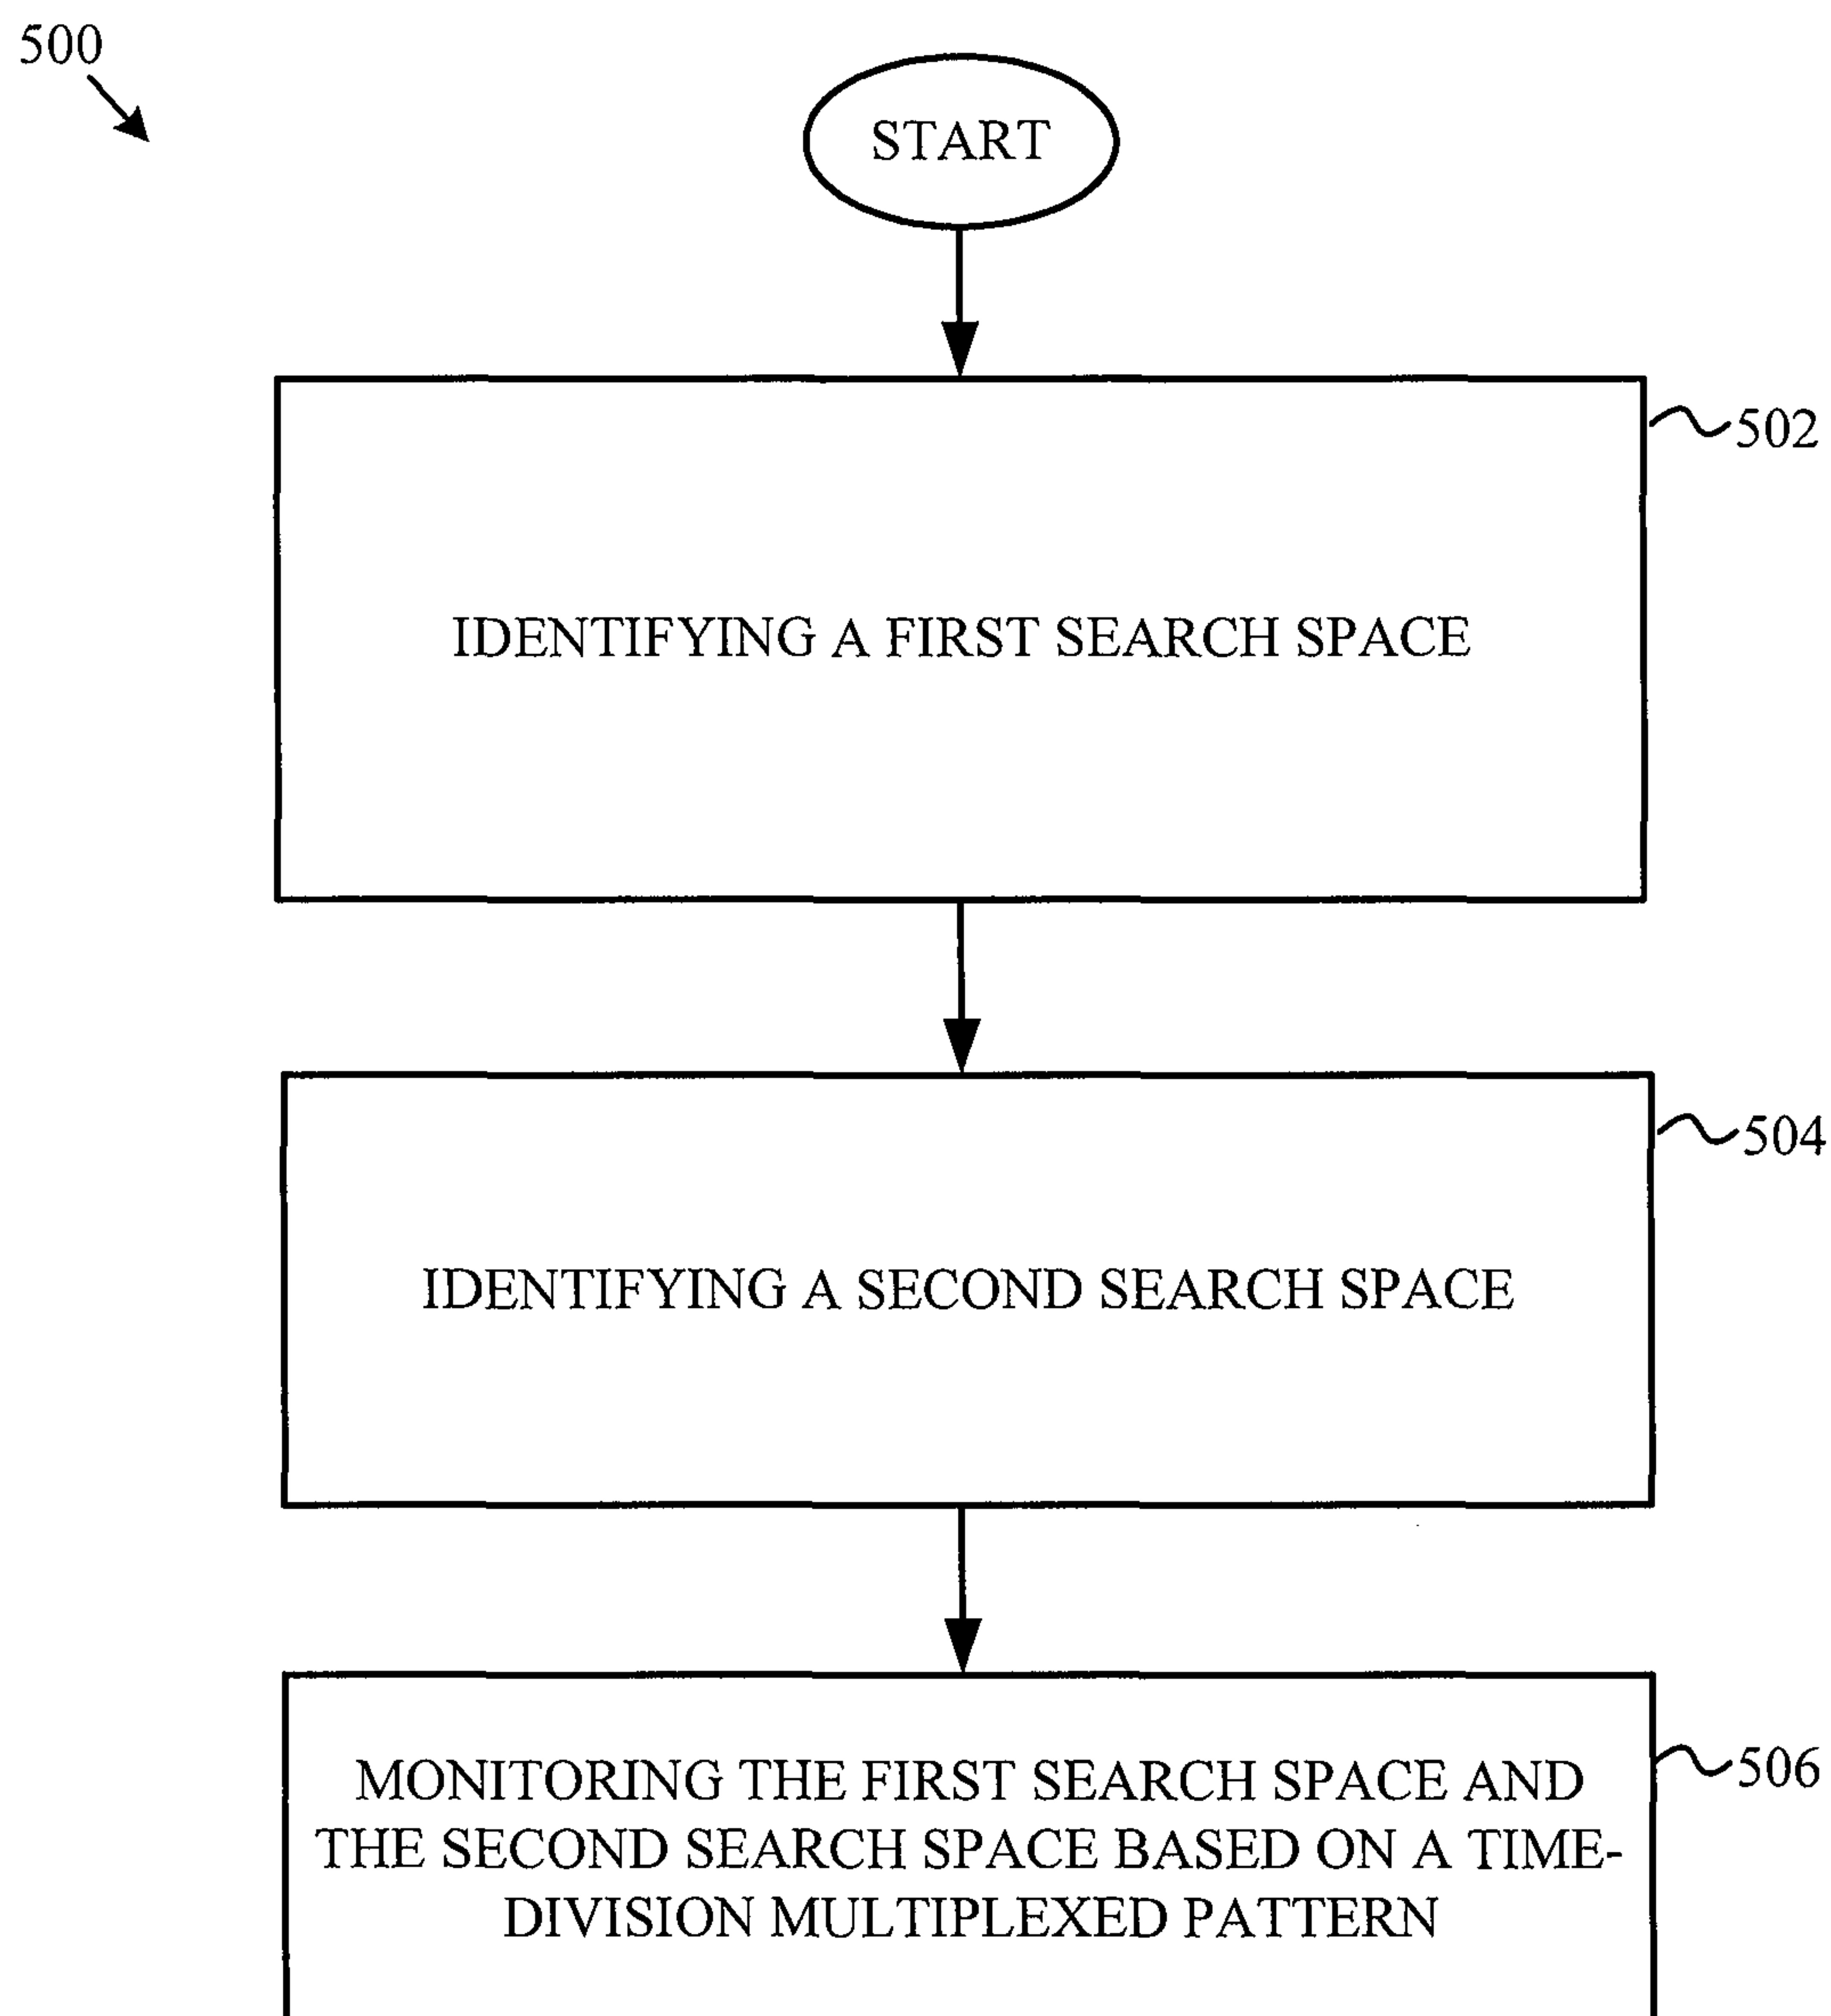 500
START
502
IDENTIFYING A FIRST SEARCH SPACE
504
IDENTIFYING A SECOND SEARCH SPACE
506
MONITORING THE FIRST SEARCH SPACE AND
THE SECOND SEARCH SPACE BASED ON A TIME-
DIVISION MULTIPLEXED PATTERN